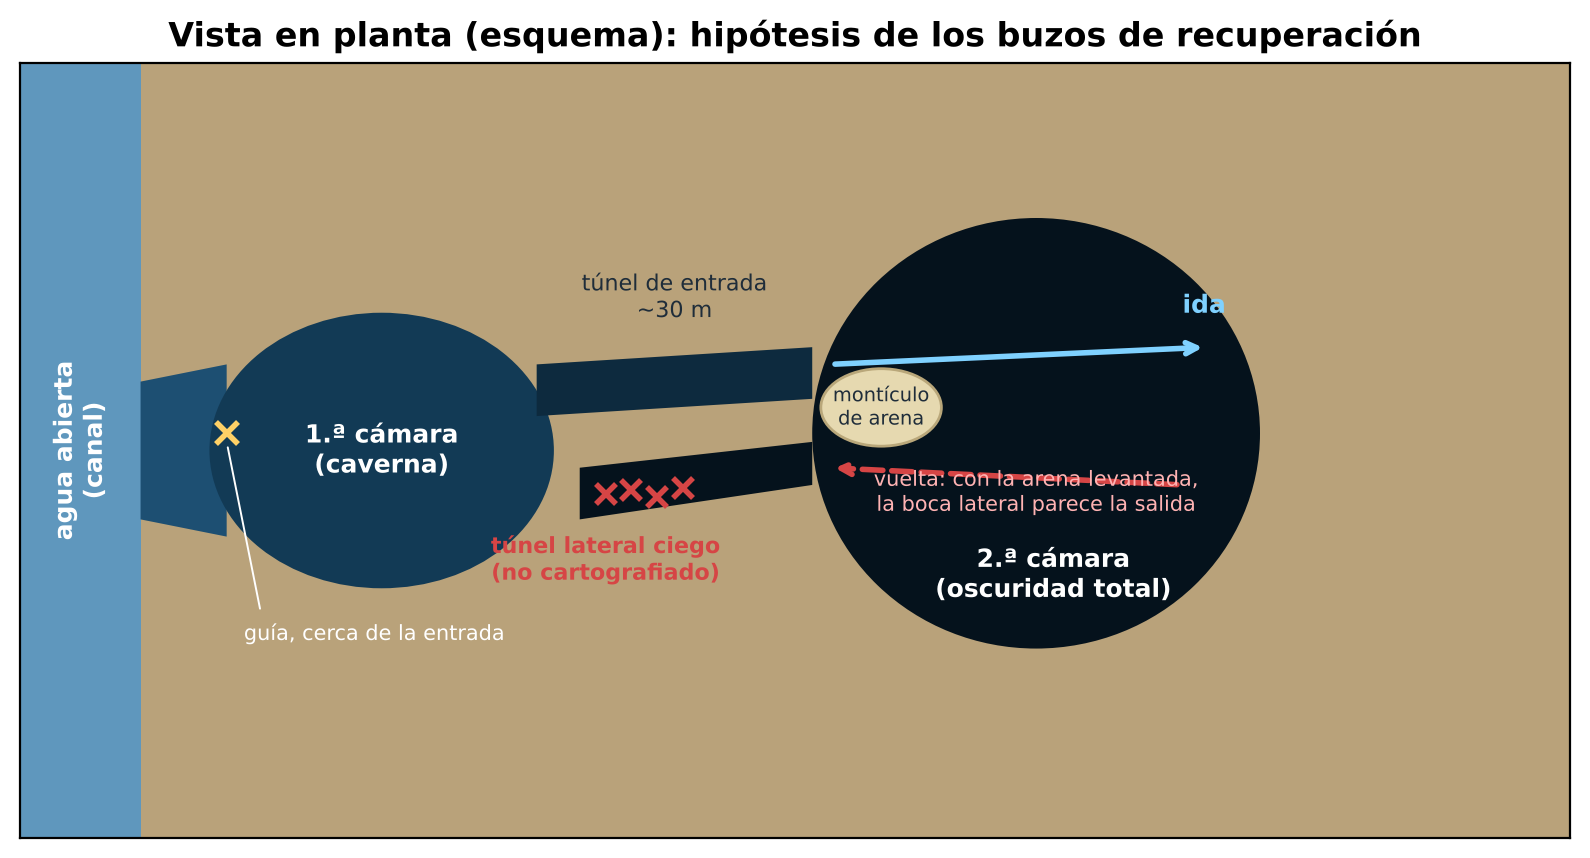 Vista en planta (esquema): hipótesis de los buzos de recuperación
agua abierta
(canal)
1.ª cámara
(caverna)
guía, cerca de la entrada
túnel de entrada
~30 m
túnel lateral ciego
(no cartografiado)
ida
montículo
de arena
vuelta: con la arena levantada,
la boca lateral parece la salida
2.ª cámara
(oscuridad total)